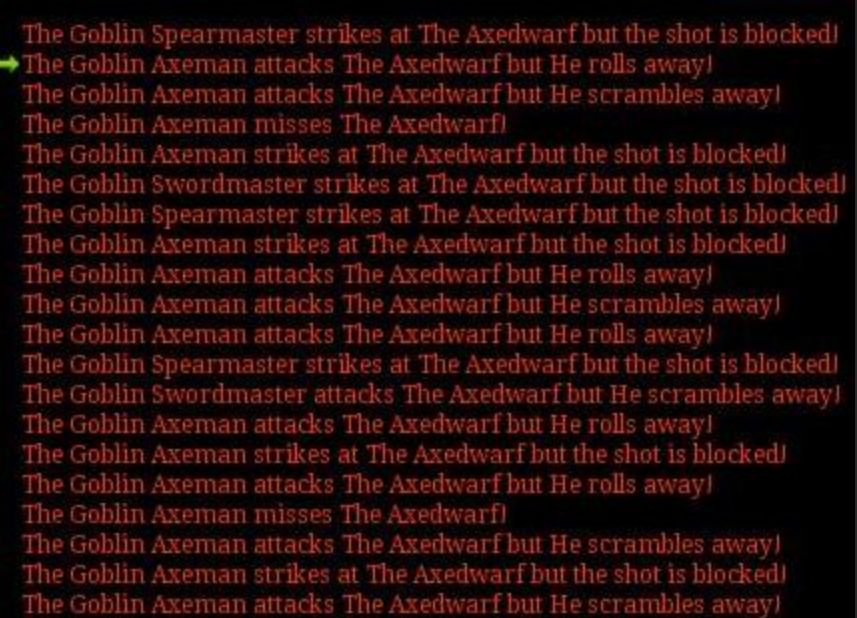 The Goblin Spearmaster strikes at The Axedwarf but the shot is blocked!
The Goblin Axeman attacks The Axedwarf but He rolls away!
The Goblin Axeman attacks The Axedwarf but He scrambles away!
The Goblin Axeman misses The Axedwarf!
The Goblin Axeman strikes at The Axedwarf but the shot is blocked!
The Goblin Swordmaster strikes at The Axedwarf but the shot is blocked!
The Goblin Spearmaster strikes at The Axedwarf but the shot is blocked!
The Goblin Axeman strikes at The Axedwarf but the shot is blocked!
The Goblin Axeman attacks The Axedwarf but He rolls away!
The Goblin Axeman attacks The Axedwarf but He scrambles away!
The Goblin Axeman attacks The Axedwarf but He rolls away!
The Goblin Spearmaster strikes at The Axedwarf but the shot is blocked!
The Goblin Swordmaster attacks The Axedwarf but He scrambles away!
The Goblin Axeman attacks The Axedwarf but He rolls away!
The Goblin Axeman strikes at The Axedwarf but the shot is blocked!
The Goblin Axeman attacks The Axedwarf but He rolls away!
The Goblin Axeman misses The Axedwarf!
The Goblin Axeman attacks The Axedwarf but He scrambles away!
The Goblin Axeman strikes at The Axedwarf but the shot is blocked!
The Goblin Axeman attacks The Axedwarf but He scrambles away!